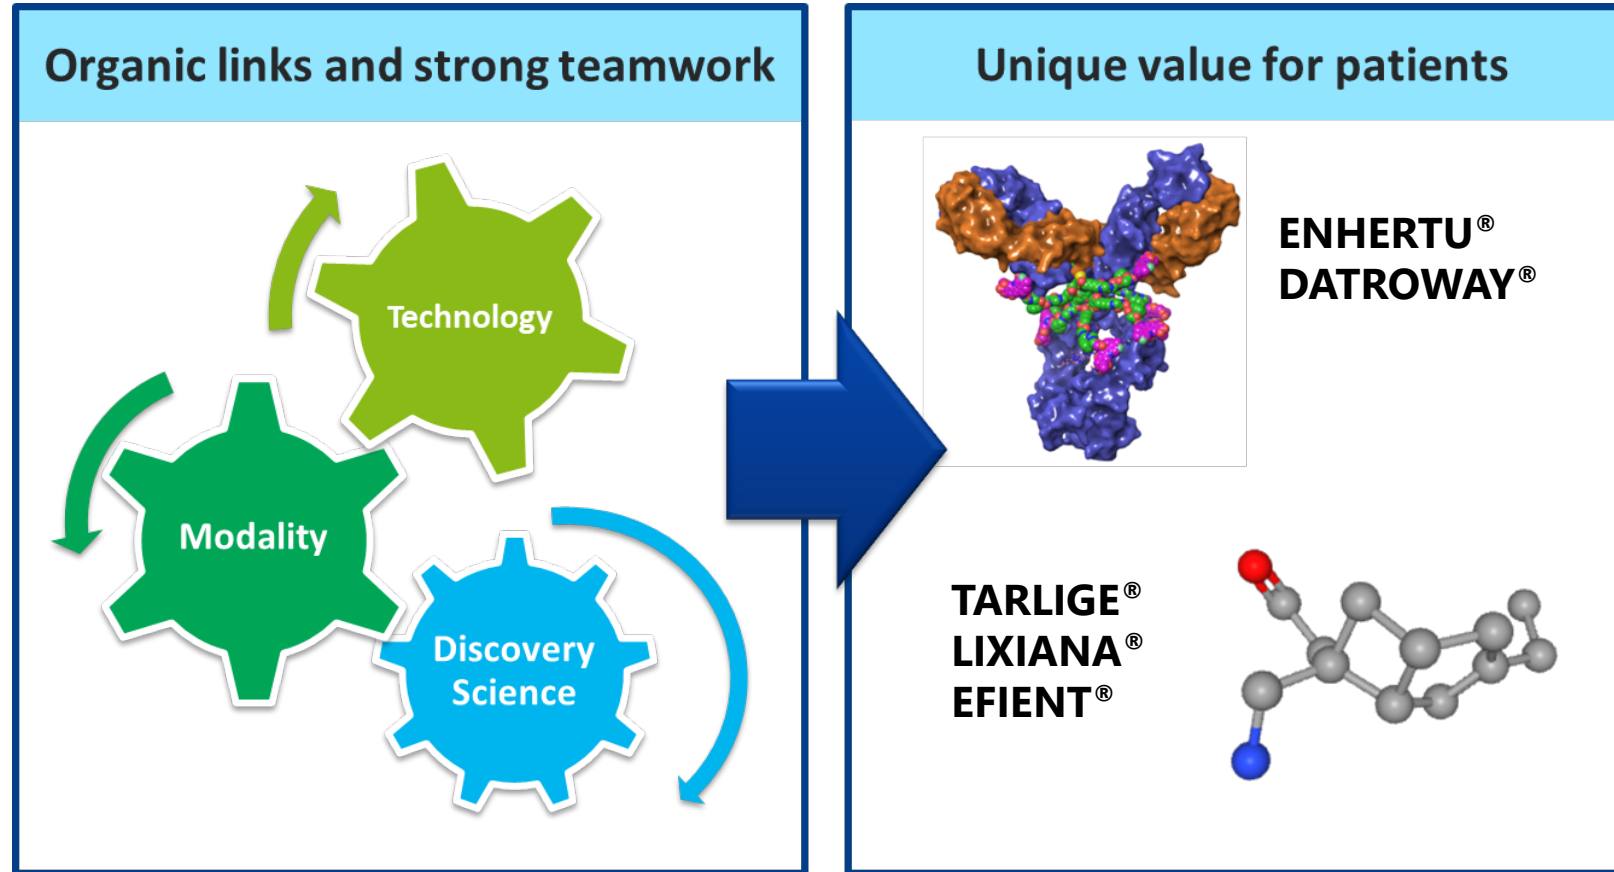 Organic links and strong teamwork
Technology
Modality
Discovery
Science
Unique value for patients
ENHERTU®
DATROWAY®
TARLIGE®
LIXIANA®
EFIENT®